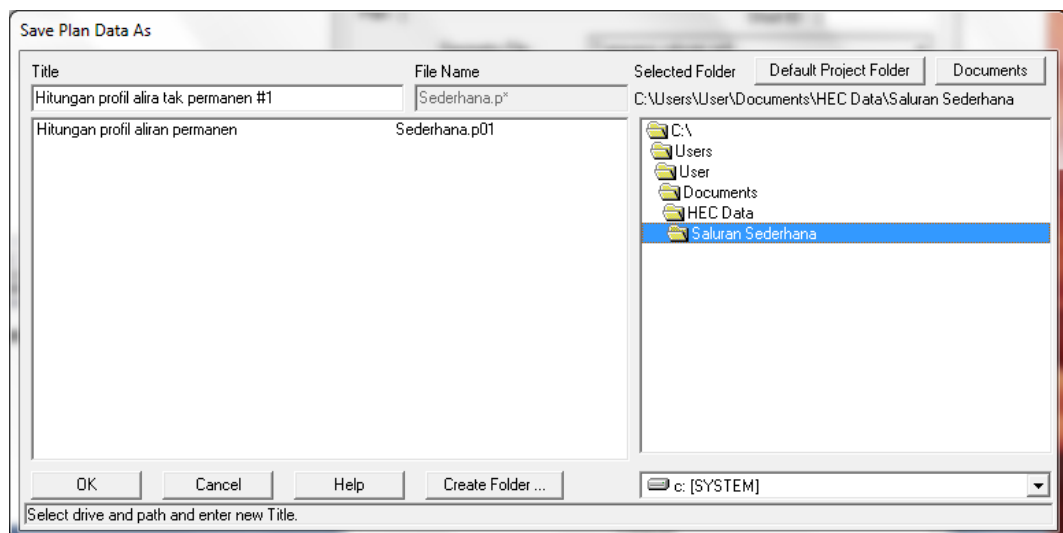 Save Plan Data As
Title File Name Selected Folder Default Project Folder Documents
Hitungan profil alira tak permanen #1 Sederhana.p* C:\Users\User\Documents\HEC Data\Saluran Sederhana
Hitungan profil aliran permanen Sederhana.p01
C:\
Users
User
Documents
HEC Data
Saluran Sederhana
OK Cancel Help Create Folder ... c: [SYSTEM]
Select drive and path and enter new Title.